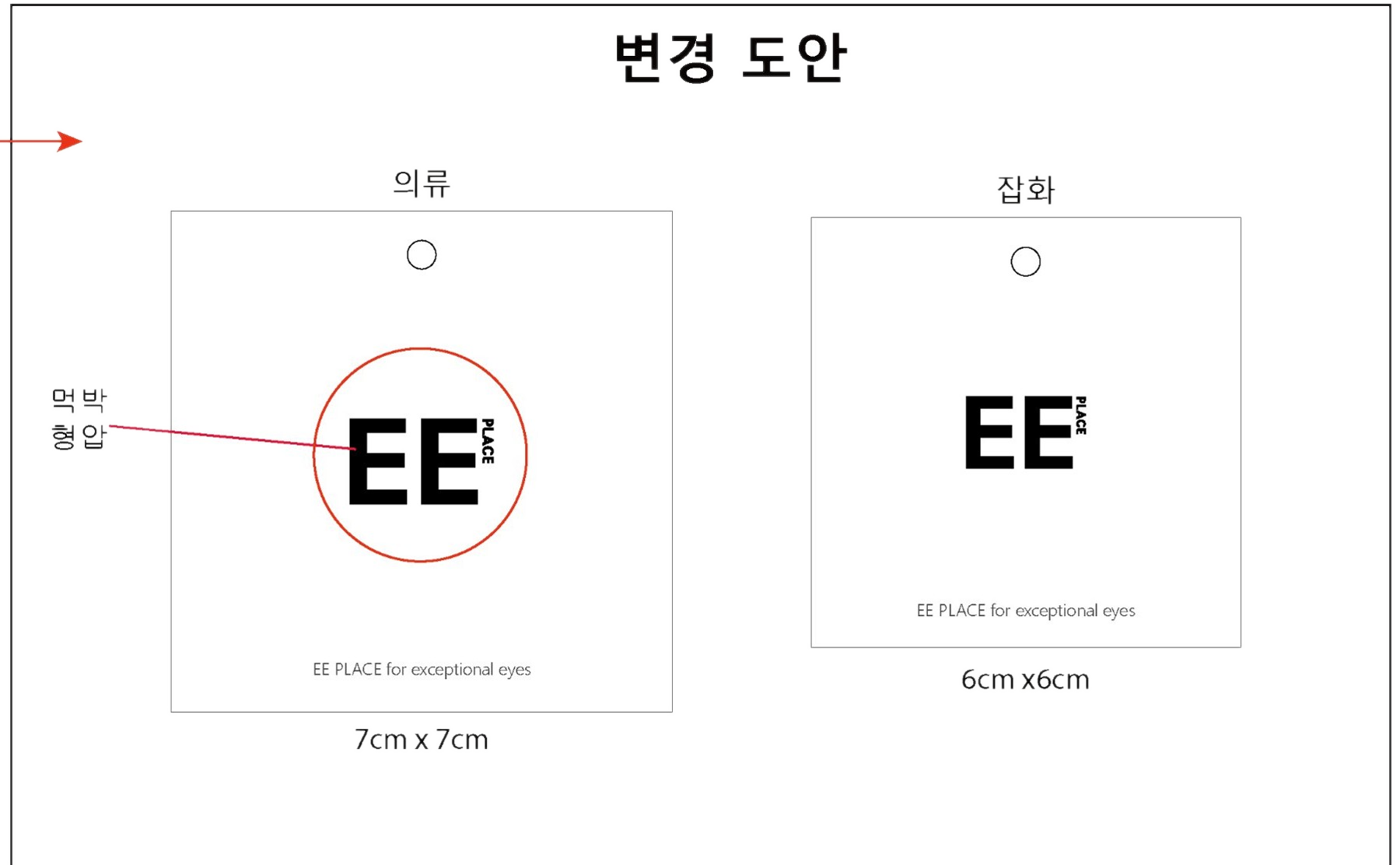 변경 도안
의류
잡화
먹박
형압
EE PLACE
EE PLACE
EE PLACE for exceptional eyes
EE PLACE for exceptional eyes
7cm x 7cm
6cm x6cm